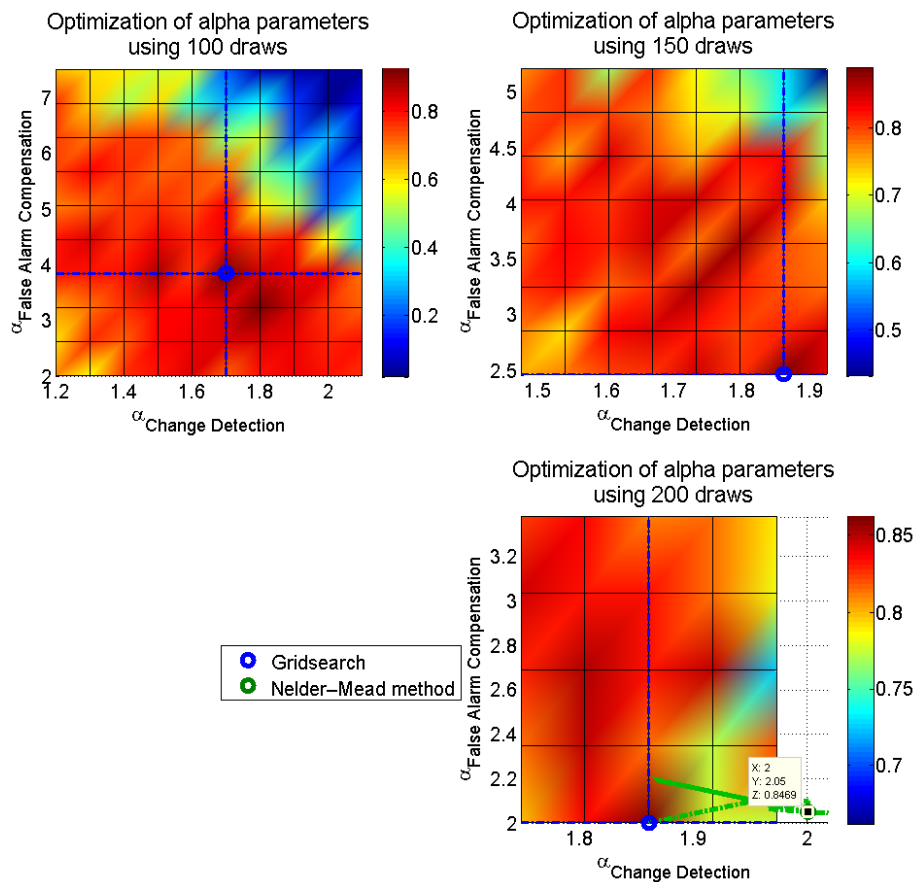 Optimization of alpha parameters
using 100 draws
7
6
5
4
3
2
1.2
1.4
1.6
1.8
2
α False Alarm Compensation
α Change Detection
0.8
0.6
0.4
0.2
Optimization of alpha parameters
using 150 draws
5
4.5
4
3.5
3
2.5
1.5
1.6
1.7
1.8
1.9
α False Alarm Compensation
α Change Detection
0.8
0.7
0.6
0.5
Gridsearch
Nelder–Mead method
Optimization of alpha parameters
using 200 draws
3.2
3
2.8
2.6
2.4
2.2
2
1.8
1.9
2
α False Alarm Compensation
α Change Detection
X: 2
Y: 2.05
Z: 0.8469
0.85
0.8
0.75
0.7